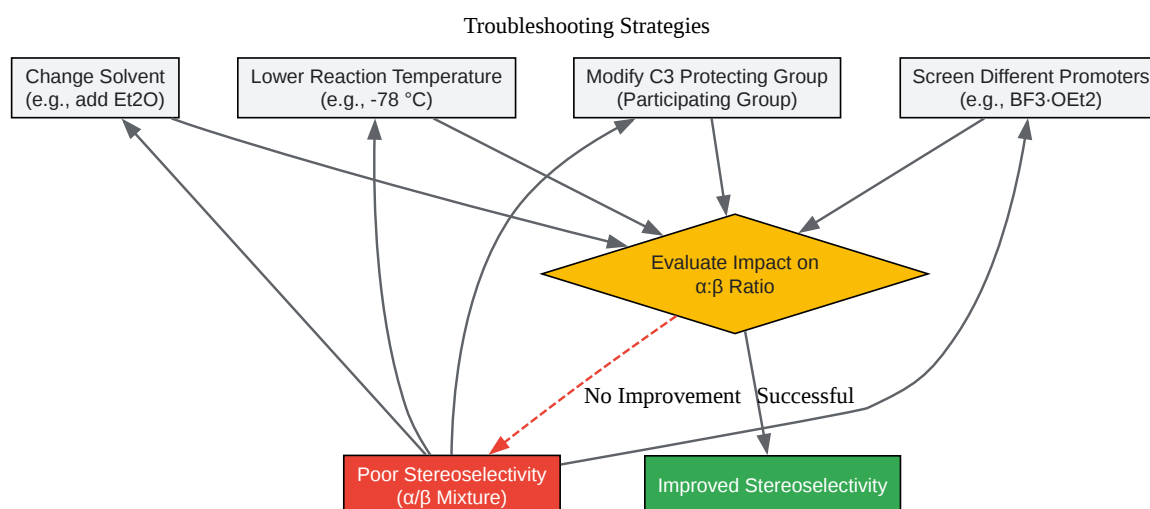 Troubleshooting Strategies
Change Solvent
(e.g., add Et2O)
Lower Reaction Temperature
(e.g., -78 °C)
Modify C3 Protecting Group
(Participating Group)
Screen Different Promoters
(e.g., BF3·OEt2)
Evaluate Impact on
α:β Ratio
No Improvement
Successful
Poor Stereoselectivity
(α/β Mixture)
Improved Stereoselectivity